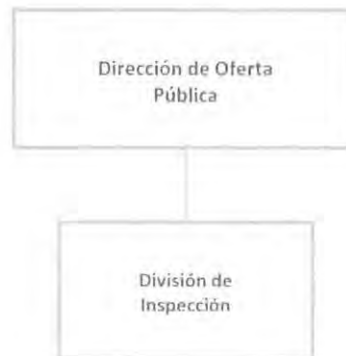 Dirección de Oferta
Pública
División de
Inspección